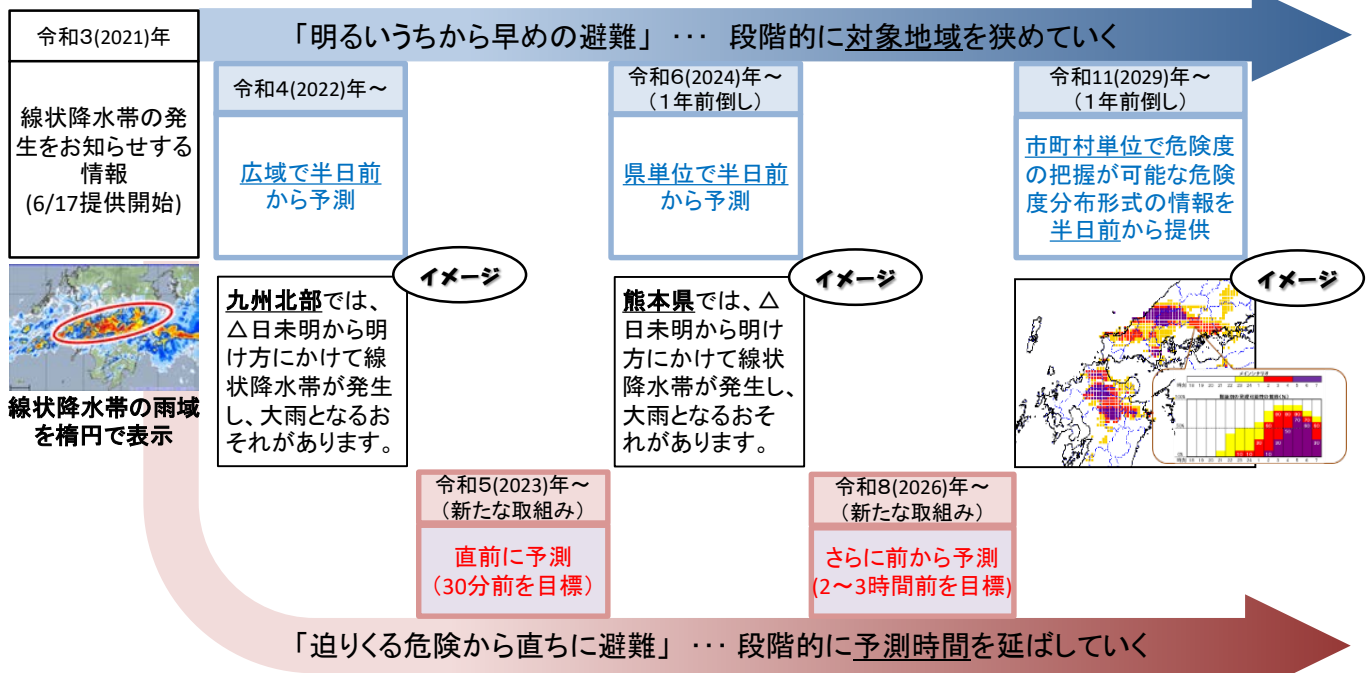 令和３(2021)年
「明るいうちから早めの避難」 … 段階的に対象地域を狭めていく
線状降水帯の発
生をお知らせする
情報
(6/17提供開始)
令和４(2022)年～
広域で半日前
から予測
令和６(2024)年～
（１年前倒し）
県単位で半日前
から予測
令和11(2029)年～
（１年前倒し）
市町村単位で危険度
の把握が可能な危険
度分布形式の情報を
半日前から提供
線状降水帯の雨域
を楕円で表示
イメージ
九州北部では、
△日未明から明
け方にかけて線
状降水帯が発生
し、大雨となるお
それがあります。
イメージ
熊本県では、△
日未明から明け
方にかけて線状
降水帯が発生し、
大雨となるおそ
れがあります。
イメージ
メインシナリオ
令和５(2023)年～
（新たな取組み）
直前に予測
（30分前を目標）
令和８(2026)年～
（新たな取組み）
さらに前から予測
(2～3時間前を目標)
「迫りくる危険から直ちに避難」 … 段階的に予測時間を延ばしていく